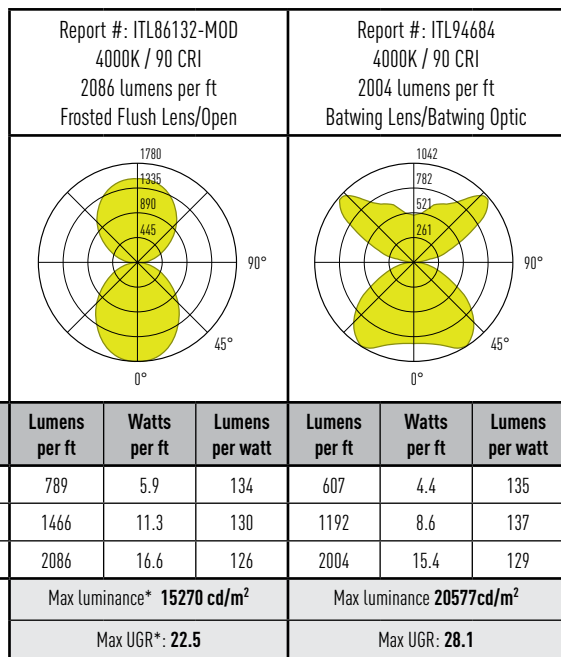 Report #: ITL86132-MOD
4000K / 90 CRI
2086 lumens per ft
Frosted Flush Lens/Open
Report #: ITL94684
4000K / 90 CRI
2004 lumens per ft
Batwing Lens/Batwing Optic
1780
1335
890
445
90°
45°
0°
1042
782
521
261
90°
45°
0°
Lumens per ft Watts per ft Lumens per watt Lumens per ft Watts per ft Lumens per watt
789 5.9 134 607 4.4 135
1466 11.3 130 1192 8.6 137
2086 16.6 126 2004 15.4 129
Max luminance* 15270 cd/m² Max luminance 20577cd/m²
Max UGR*: 22.5 Max UGR: 28.1